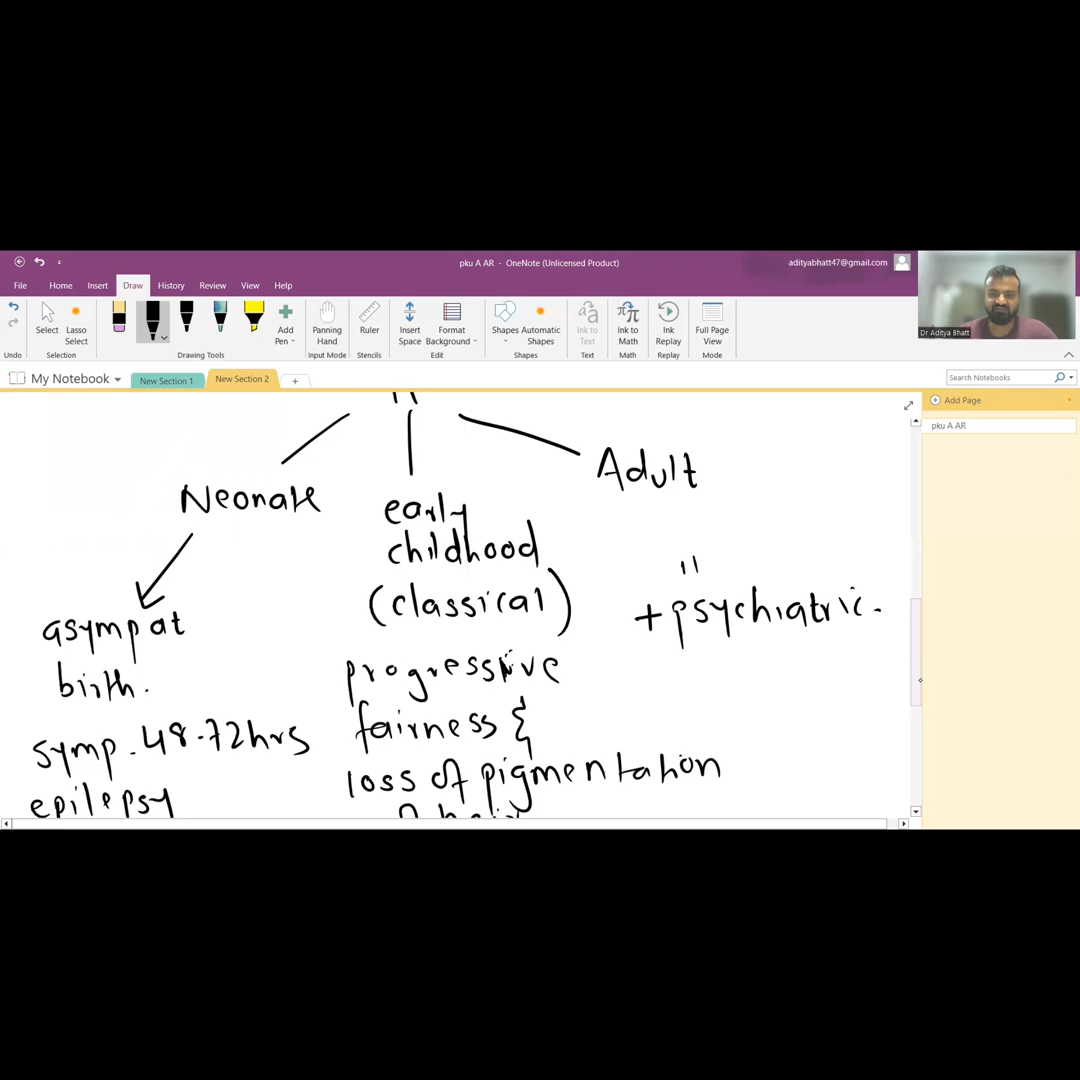 pku A AR - OneNote (Unlicensed Product)
adityabhatt47@gmail.com
File Home Insert Draw History Review View Help
Undo
Select
Lasso Select
Selection
Add Pen
Drawing Tools
Panning Hand
Input Mode
Ruler
Stencils
Insert Space
Format Background
Edit
Shapes
Automatic Shapes
Shapes
Ink to Text
Text
Ink to Math
Math
Ink Replay
Replay
Full Page View
Mode
Dr Aditya Bhatt
My Notebook
New Section 1
New Section 2
Search Notebooks
Add Page
pku A AR
Neonate
early
childhood
(classical)
Adult
asympat
birth.
symp. 48-72hrs
epilepsy
progressive
fairness &
loss of pigmentation
"
+ psychiatric.